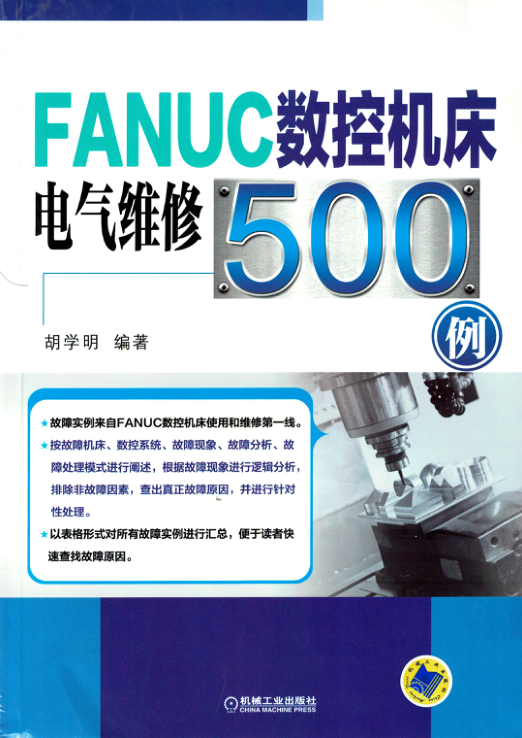 FANUC数控机床
电气维修500
例
胡学明 编著
★故障实例来自FANUC数控机床使用和维修第一线。
★按故障机床、数控系统、故障现象、故障分析、故
障处理模式进行阐述，根据故障现象进行逻辑分析，
排除非故障因素，查出真正故障原因，并进行针对
性处理。
★以表格形式对所有故障实例进行汇总，便于读者快
速查找故障原因。
机械工业出版社
CHINA MACHINE PRESS